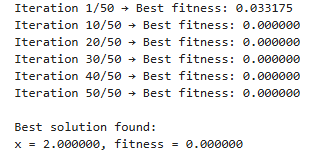 Iteration 1/50 → Best fitness: 0.033175
Iteration 10/50 → Best fitness: 0.000000
Iteration 20/50 → Best fitness: 0.000000
Iteration 30/50 → Best fitness: 0.000000
Iteration 40/50 → Best fitness: 0.000000
Iteration 50/50 → Best fitness: 0.000000

Best solution found:
x = 2.000000, fitness = 0.000000